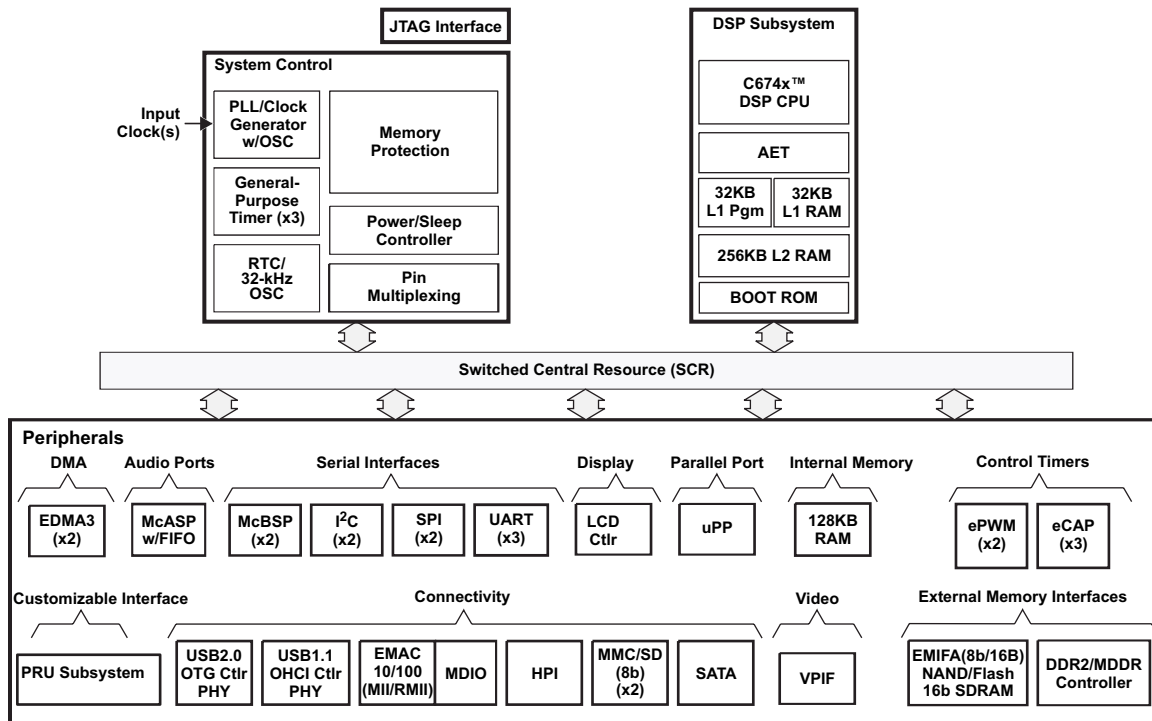 JTAG Interface
System Control
Input
Clock(s)
PLL/Clock
Generator
w/OSC
General-
Purpose
Timer (x3)
RTC/
32-kHz
OSC
Memory
Protection
Power/Sleep
Controller
Pin
Multiplexing
DSP Subsystem
C674x™
DSP CPU
AET
32KB
L1 Pgm
32KB
L1 RAM
256KB L2 RAM
BOOT ROM
Switched Central Resource (SCR)
Peripherals
DMA
EDMA3
(x2)
Audio Ports
McASP
w/FIFO
Serial Interfaces
McBSP
(x2)
I²C
(x2)
SPI
(x2)
UART
(x3)
Display
LCD
Ctlr
Parallel Port
uPP
Internal Memory
128KB
RAM
Control Timers
ePWM
(x2)
eCAP
(x3)
Customizable Interface
PRU Subsystem
Connectivity
USB2.0
OTG Ctlr
PHY
USB1.1
OHCI Ctlr
PHY
EMAC
10/100
(MII/RMII)
MDIO
HPI
MMC/SD
(8b)
(x2)
SATA
Video
VPIF
External Memory Interfaces
EMIFA(8b/16B)
NAND/Flash
16b SDRAM
DDR2/MDDR
Controller